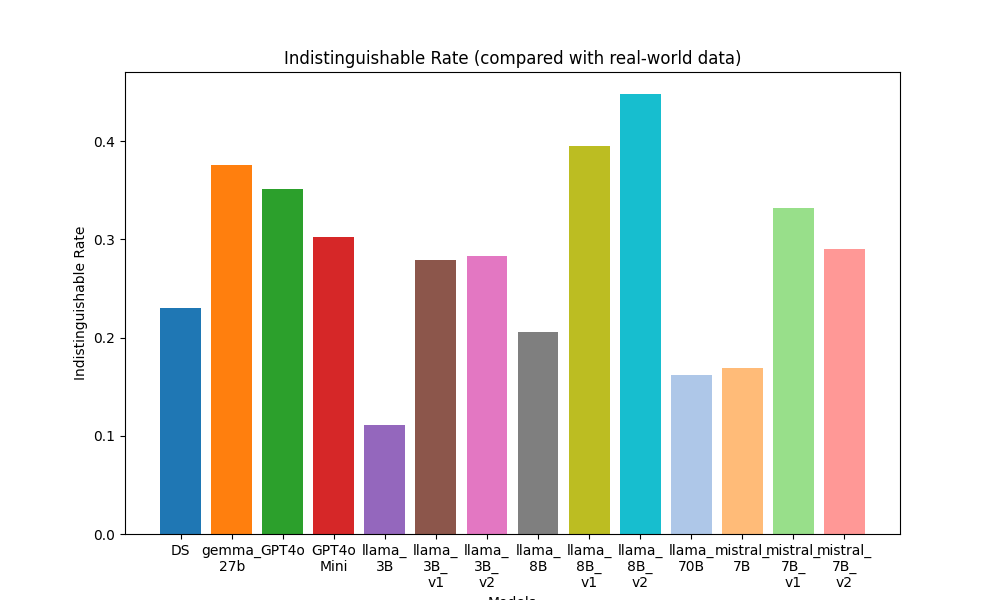 Indistinguishable Rate (compared with real-world data)
Indistinguishable Rate
0.4
0.3
0.2
0.1
0.0
DS
gemma_
27b
GPT4o
GPT4o
Mini
llama_
3B
llama_
3B_
v1
llama_
3B_
v2
llama_
8B
llama_
8B_
v1
llama_
8B_
v2
llama_
70B
mistral_
7B
mistral_
7B_
v1
mistral_
7B_
v2
Models